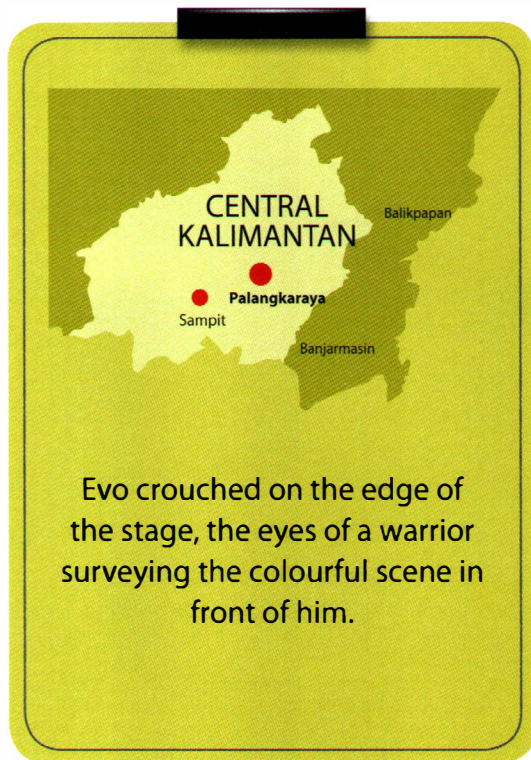 CENTRAL
KALIMANTAN
Balikpapan
Palangkaraya
Sampit
Banjarmasin
Evo crouched on the edge of
the stage, the eyes of a warrior
surveying the colourful scene in
front of him.